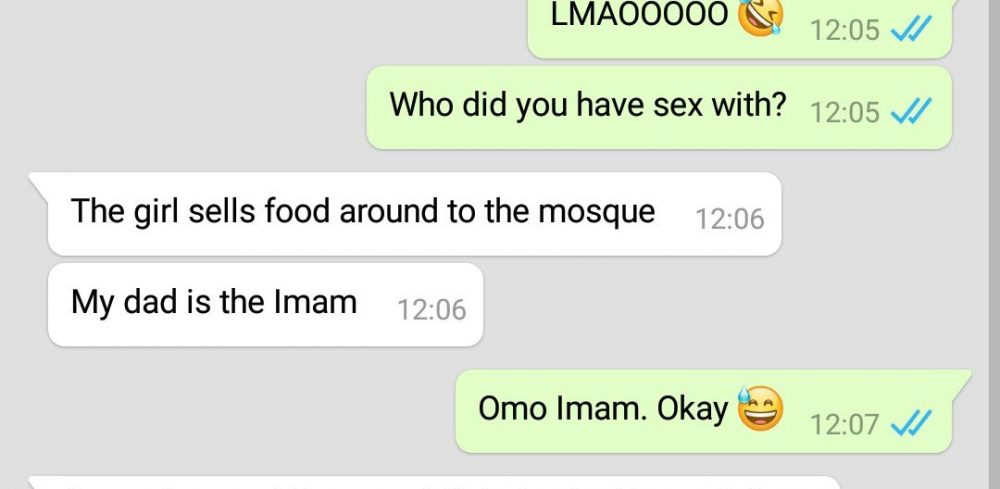 LMAOOOOO 🤣 12:05
Who did you have sex with? 12:05
The girl sells food around to the mosque 12:06
My dad is the Imam 12:06
Omo Imam. Okay 😅 12:07